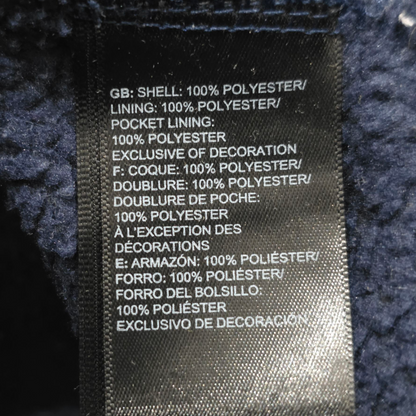 GB: SHELL: 100% POLYESTER/
LINING: 100% POLYESTER/
POCKET LINING:
100% POLYESTER
EXCLUSIVE OF DECORATION
F: COQUE: 100% POLYESTER/
DOUBLURE: 100% POLYESTER/
DOUBLURE DE POCHE:
100% POLYESTER
À L'EXCEPTION DES
DÉCORATIONS
E: ARMAZÓN: 100% POLIÉSTER/
FORRO: 100% POLIÉSTER/
FORRO DEL BOLSILLO:
100% POLIÉSTER
EXCLUSIVO DE DECORACIÓN.